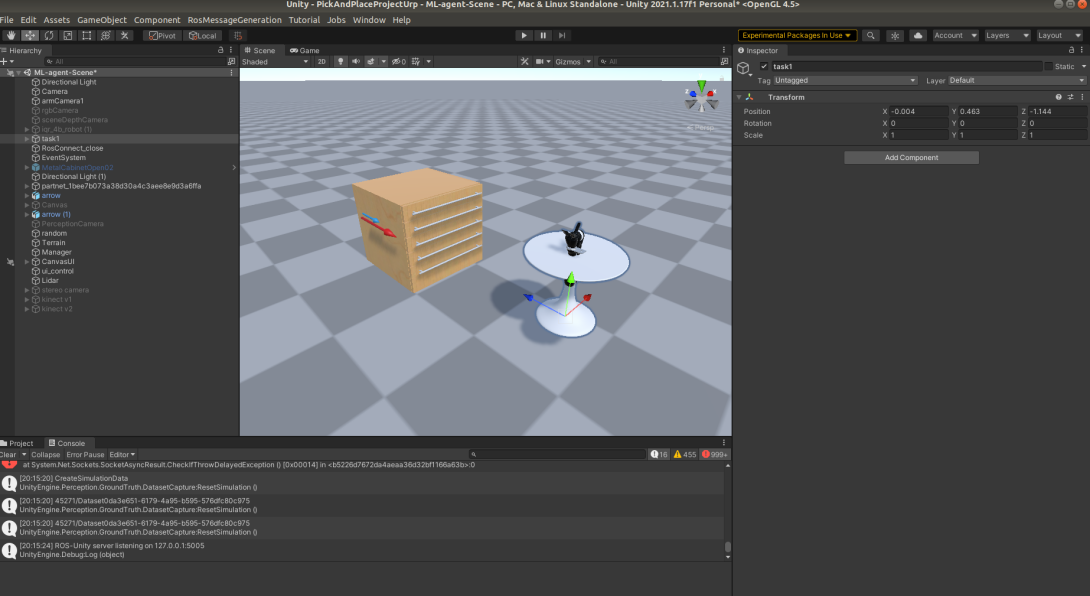 Unity - PickAndPlaceProjectUrp - ML-agent-Scene - PC, Mac & Linux Standalone - Unity 2021.1.17f1 Personal* <OpenGL 4.5>
File Edit Assets GameObject Component RosMessageGeneration Tutorial Jobs Window Help
Pivot Local Experimental Packages In Use Account Layers Layout
Hierarchy
All
ML-agent-Scene*
Directional Light
Camera
armCamera1
rgbCamera
sceneDepthCamera
task1
RosConnect_close
EventSystem
MetalCabinetOpen02
Directional Light (1)
partnet_1bee7b073a38d30a4c3aee8e9d3a6ffa
arrow
Canvas
arrow (1)
PerceptionCamera
random
Terrain
Manager
CanvasUI
ui_control
Lidar
stereo camera
kinect v1
kinect v2
Scene Game
Shaded 2D 0 Gizmos All
Z X
Persp
Inspector
task1 Static
Tag Untagged Layer Default
Transform
Position X -0.004 Y 0.463 Z -1.144
Rotation X 0 Y 0 Z 0
Scale X 1 Y 1 Z 1
Add Component
Project Console
Clear Collapse Error Pause Editor 16 455 999+
at System.Net.Sockets.SocketAsyncResult.CheckIfThrowDelayedException () [0x00014] in <b5226d7672da4aeaa36d32bf1166a63b>:0
[20:15:20] CreateSimulationData
UnityEngine.Perception.GroundTruth.DatasetCapture:ResetSimulation ()
[20:15:20] 45271/Dataset0da3e651-6179-4a95-b595-576dfc80c975
UnityEngine.Perception.GroundTruth.DatasetCapture:ResetSimulation ()
[20:15:20] 45271/Dataset0da3e651-6179-4a95-b595-576dfc80c975
UnityEngine.Perception.GroundTruth.DatasetCapture:ResetSimulation ()
[20:15:24] ROS-Unity server listening on 127.0.0.1:5005
UnityEngine.Debug:Log (object)